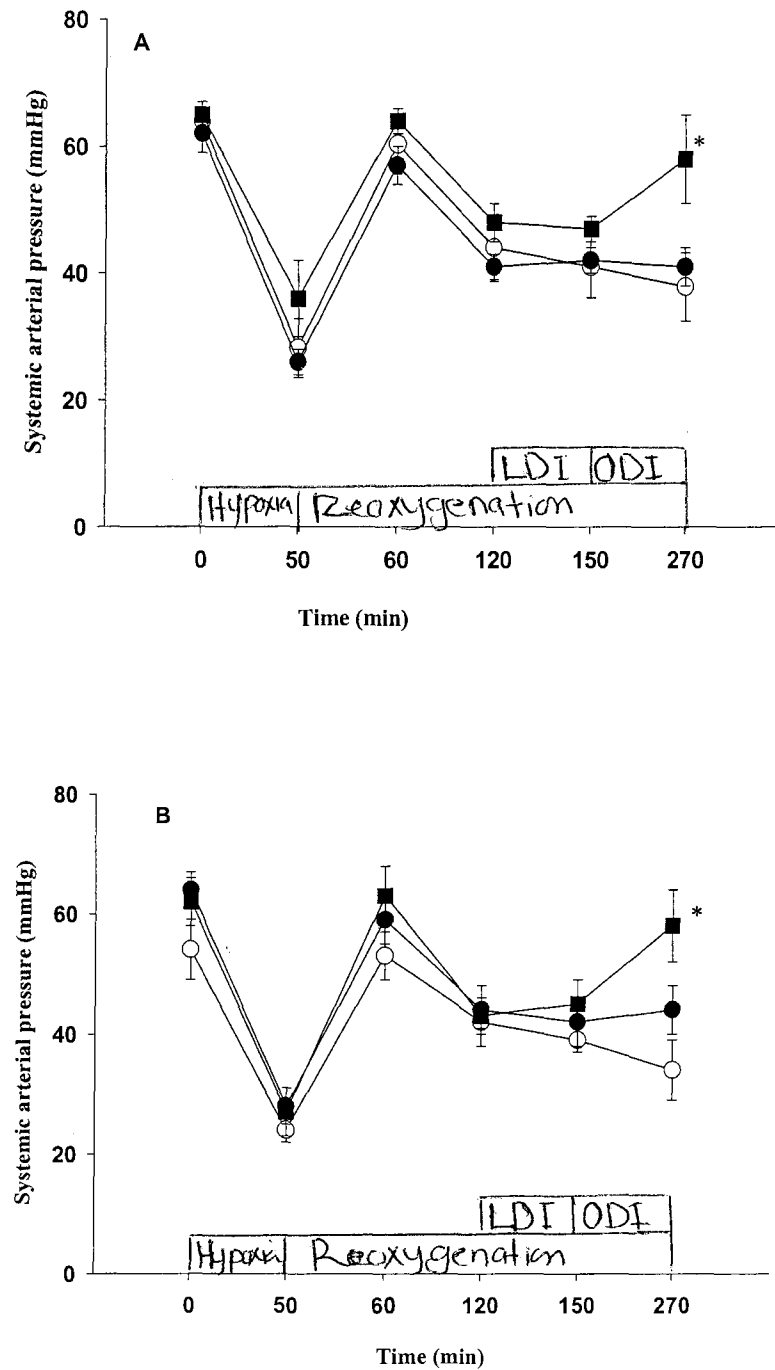 A
Systemic arterial pressure (mmHg)
80
60
40
20
0
*
LDI ODI
Hypoxia Reoxygenation
0 50 60 120 150 270
Time (min)
B
Systemic arterial pressure (mmHg)
80
60
40
20
0
*
LDI ODI
Hypoxia Reoxygenation
0 50 60 120 150 270
Time (min)